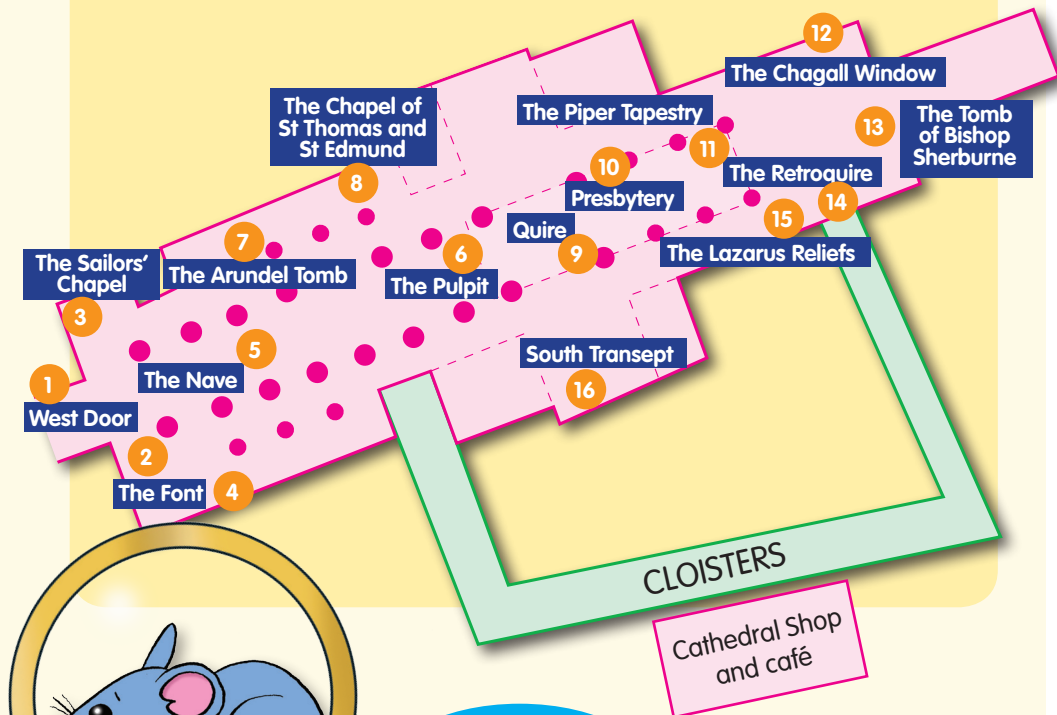 12
The Chagall Window
The Chapel of
St Thomas and
St Edmund
The Piper Tapestry
13
The Tomb
of Bishop
Sherburne
11
10
The Retroquire
8
Presbytery
14
15
Quire
7
6
9
The Lazarus Reliefs
The Sailors’
Chapel
The Arundel Tomb
The Pulpit
3
5
South Transept
1
The Nave
16
West Door
2
The Font
4
CLOISTERS
Cathedral Shop
and café